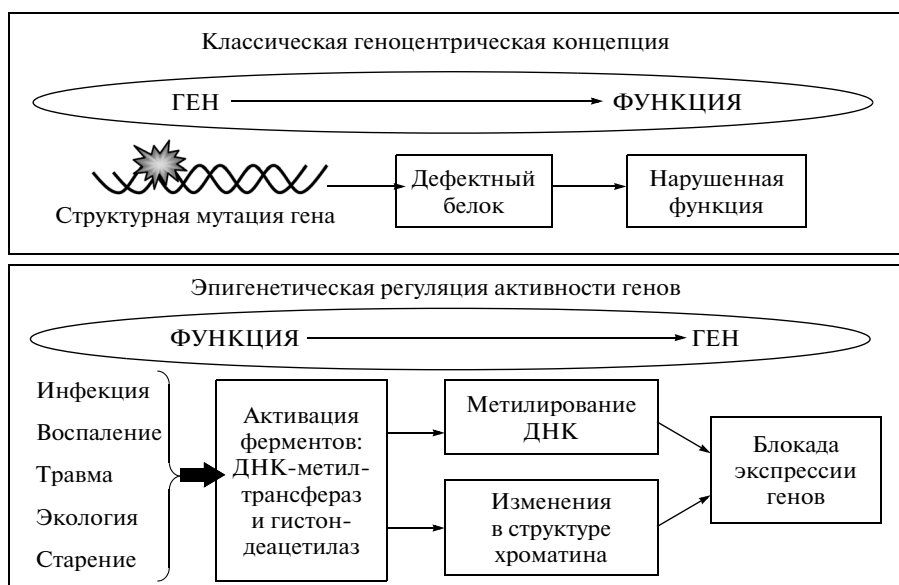 Классическая геноцентрическая концепция
ГЕН
ФУНКЦИЯ
Структурная мутация гена
Дефектный
белок
Нарушенная
функция
Эпигенетическая регуляция активности генов
ФУНКЦИЯ
ГЕН
Инфекция
Воспаление
Травма
Экология
Старение
Активация
ферментов:
ДНК-метил-
трансфераз
и гистон-
деацетилаз
Метилирование
ДНК
Изменения
в структуре
хроматина
Блокада
экспрессии
генов